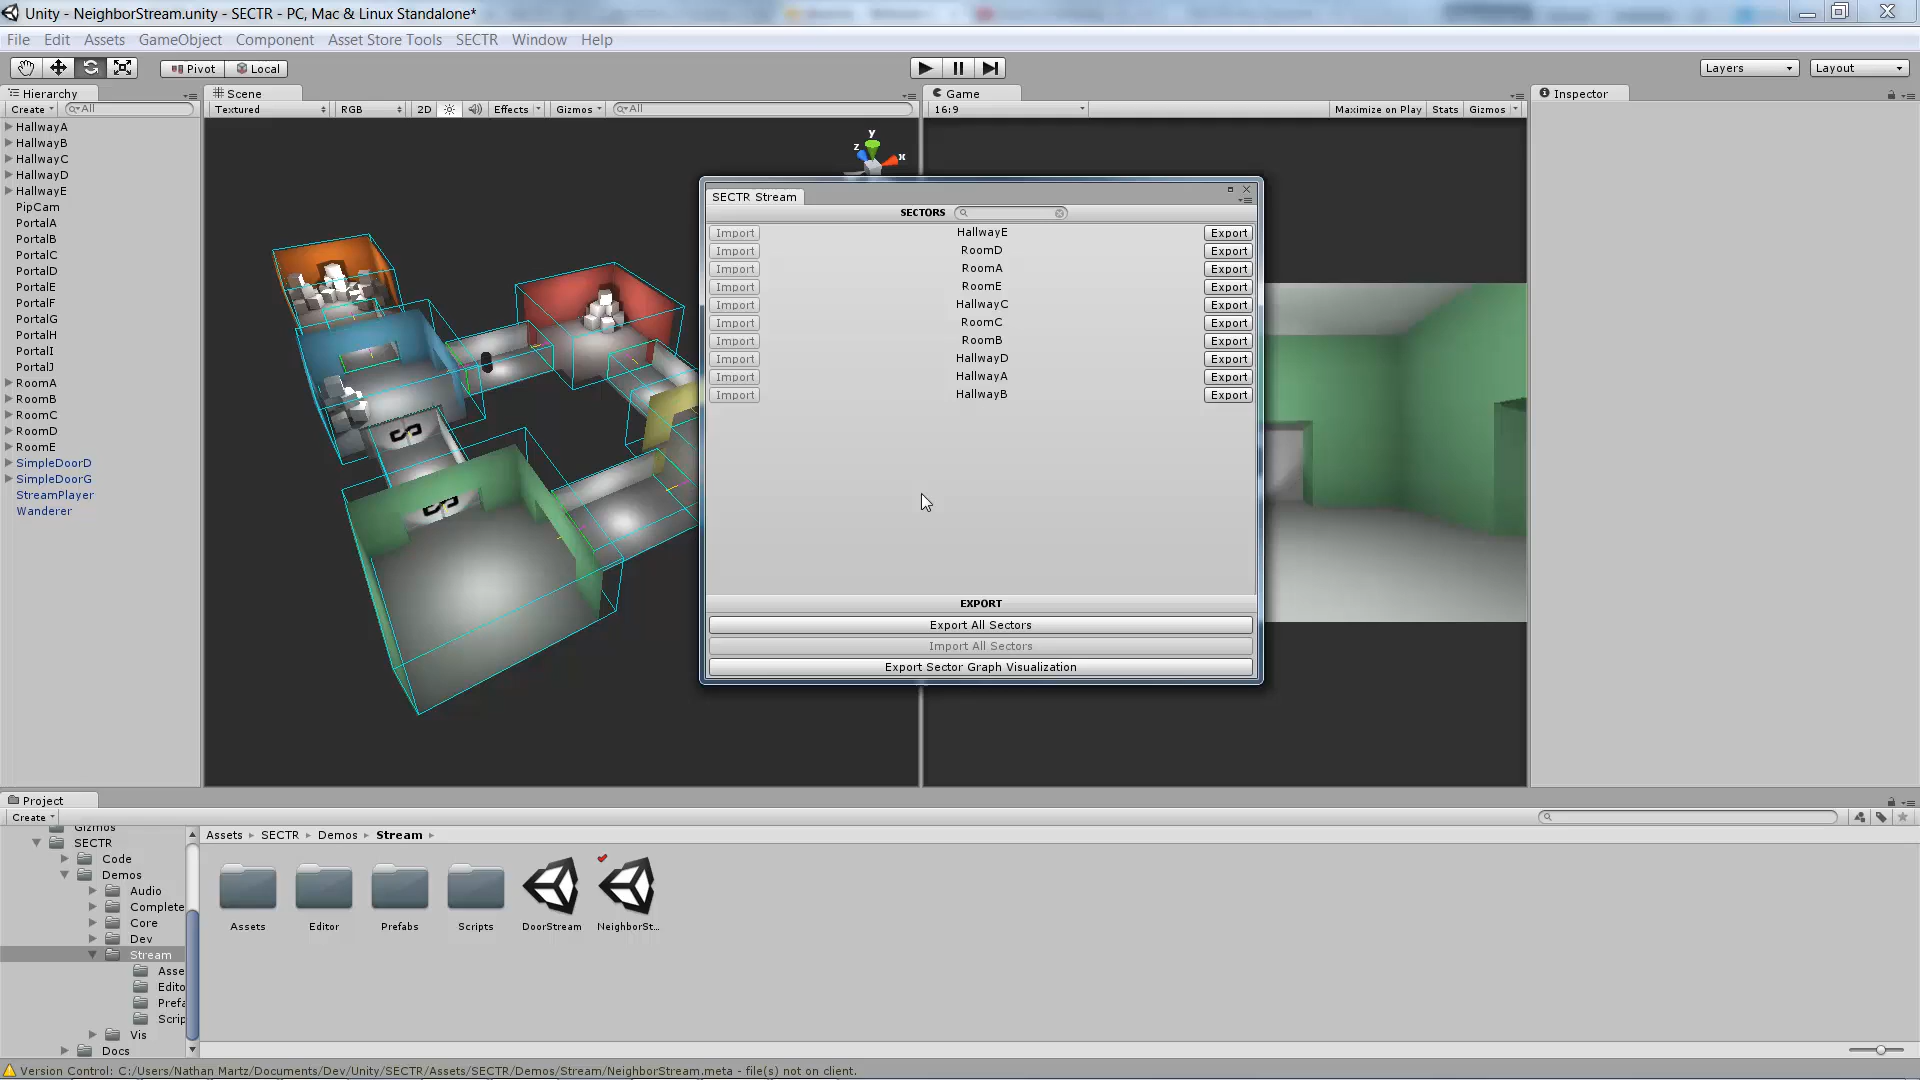 Unity - NeighborStream.unity - SECTR - PC, Mac & Linux Standalone*
File Edit Assets GameObject Component Asset Store Tools SECTR Window Help
Pivot Local Layers Layout
Hierarchy
Create All
HallwayA
HallwayB
HallwayC
HallwayD
HallwayE
PipCam
PortalA
PortalB
PortalC
PortalD
PortalE
PortalF
PortalG
PortalH
PortalI
PortalJ
RoomA
RoomB
RoomC
RoomD
RoomE
SimpleDoorD
SimpleDoorG
StreamPlayer
Wanderer
Scene
Textured RGB 2D Effects Gizmos All
y
z x
Game
16:9 Maximize on Play Stats Gizmos
Inspector
SECTR Stream
SECTORS
Import HallwayE Export
Import RoomD Export
Import RoomA Export
Import RoomE Export
Import HallwayC Export
Import RoomC Export
Import RoomB Export
Import HallwayD Export
Import HallwayA Export
Import HallwayB Export
EXPORT
Export All Sectors
Import All Sectors
Export Sector Graph Visualization
Project
Create
Gizmos
SECTR
Code
Demos
Audio
Complete
Core
Dev
Stream
Asse
Edito
Prefa
Scrip
Vis
Docs
Assets SECTR Demos Stream
Assets Editor Prefabs Scripts DoorStream NeighborSt...
Version Control: C:/Users/Nathan Martz/Documents/Dev/Unity/SECTR/Assets/SECTR/Demos/Stream/NeighborStream.meta - file(s) not on client.